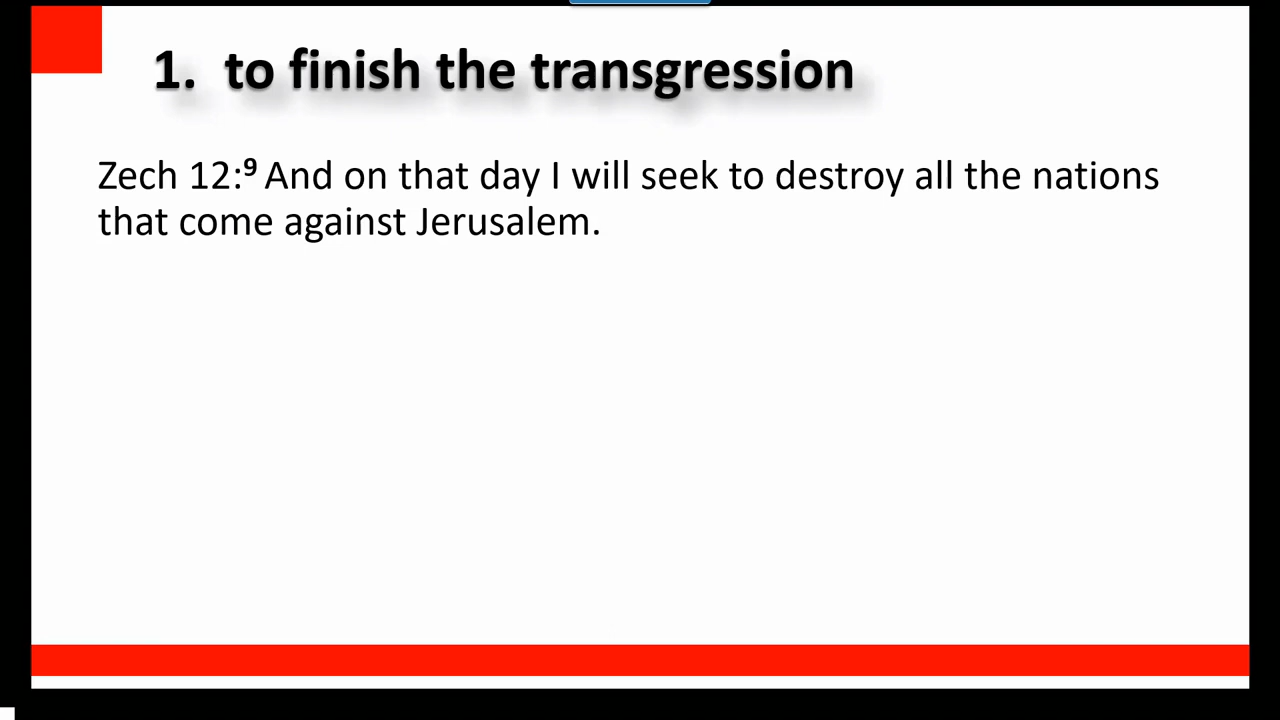 1. to finish the transgression
Zech 12:⁹ And on that day I will seek to destroy all the nations
that come against Jerusalem.